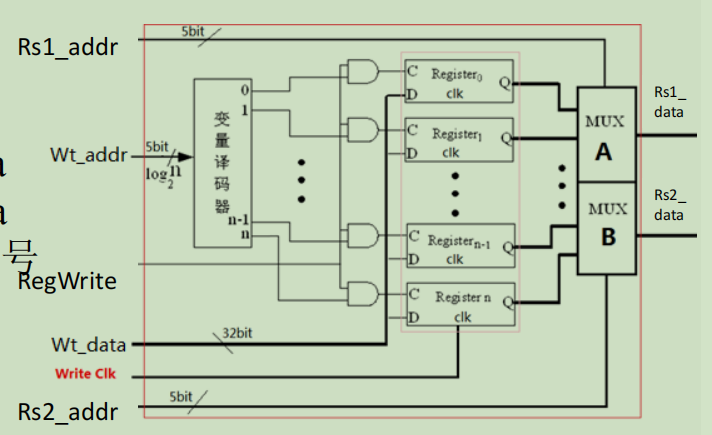 5bit
Rs1_addr
0
C
Register0
Q
D
clk
1
Rs1_
data
变
量
译
码
器
C
Register1
Q
D
clk
MUX
A
5bit
Wt_addr
log2n
a
Rs2_
data
MUX
B
n-1
n
C
Registern-1
Q
D
clk
a
号
RegWrite
C
Register n
Q
D
clk
32bit
Wt_data
Write Clk
5bit
Rs2_addr